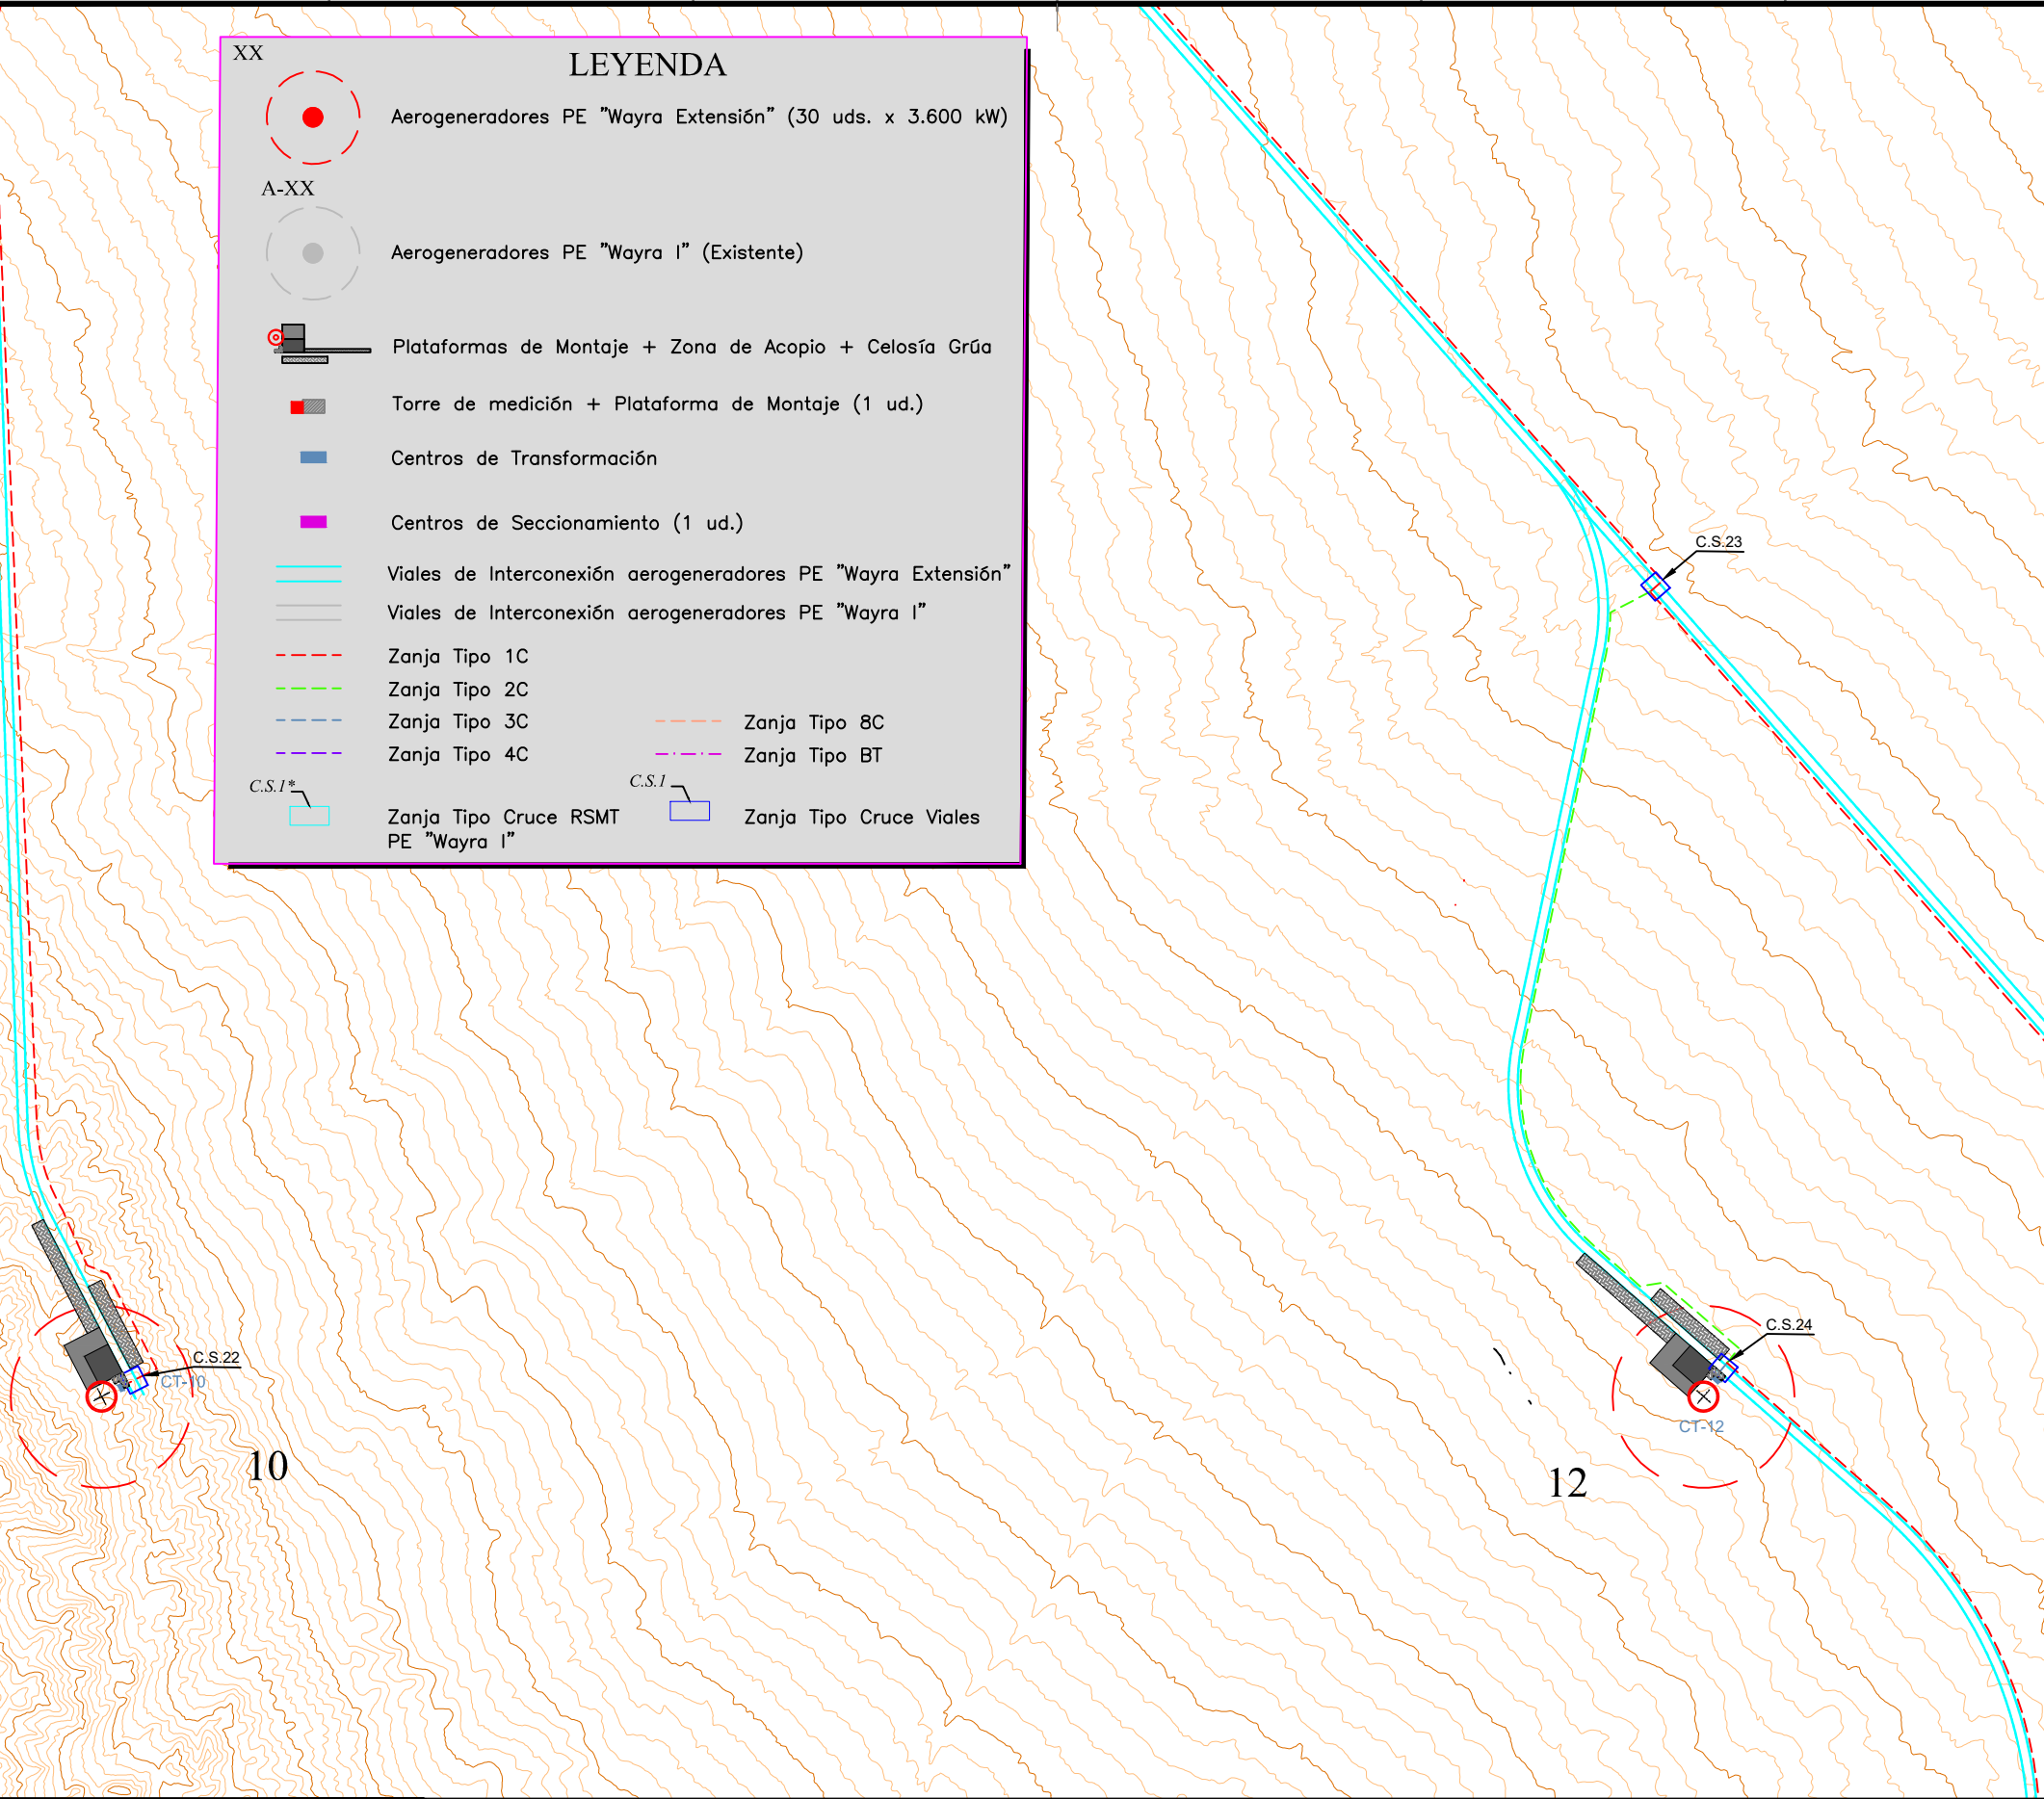 XX
LEYENDA
Aerogeneradores PE "Wayra Extensión" (30 uds. x 3.600 kW)
A-XX
Aerogeneradores PE "Wayra I" (Existente)
Plataformas de Montaje + Zona de Acopio + Celosía Grúa
Torre de medición + Plataforma de Montaje (1 ud.)
Centros de Transformación
Centros de Seccionamiento (1 ud.)
Viales de Interconexión aerogeneradores PE "Wayra Extensión"
Viales de Interconexión aerogeneradores PE "Wayra I"
Zanja Tipo 1C
Zanja Tipo 2C
Zanja Tipo 3C
Zanja Tipo 8C
Zanja Tipo 4C
Zanja Tipo BT
C.S.1*
Zanja Tipo Cruce RSMT
PE "Wayra I"
C.S.1
Zanja Tipo Cruce Viales
C.S.23
C.S.24
CT-12
12
C.S.22
CT-10
10